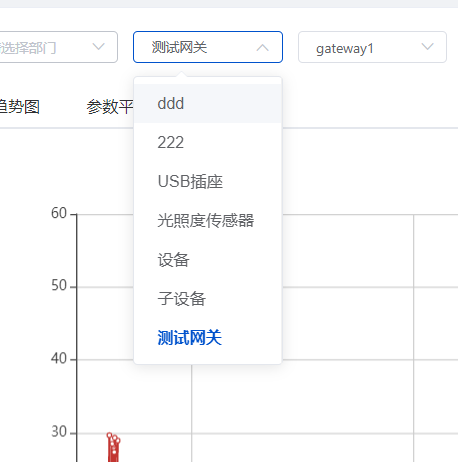 选择部门
测试网关
gateway1
趋势图
参数平
ddd
222
USB插座
光照度传感器
设备
子设备
测试网关
60
50
40
30